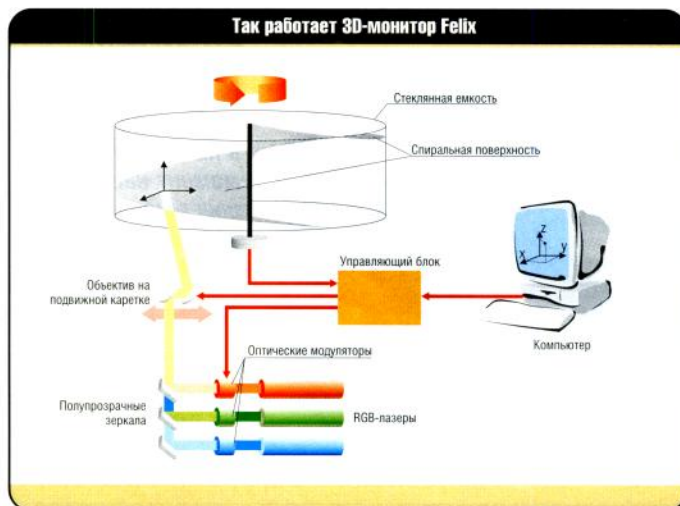 Так работает 3D-монитор Felix
Стеклянная емкость
Спиральная поверхность
Управляющий блок
Объектив на
подвижной каретке
z
x
y
Компьютер
Оптические модуляторы
Полупрозрачные
зеркала
RGB-лазеры